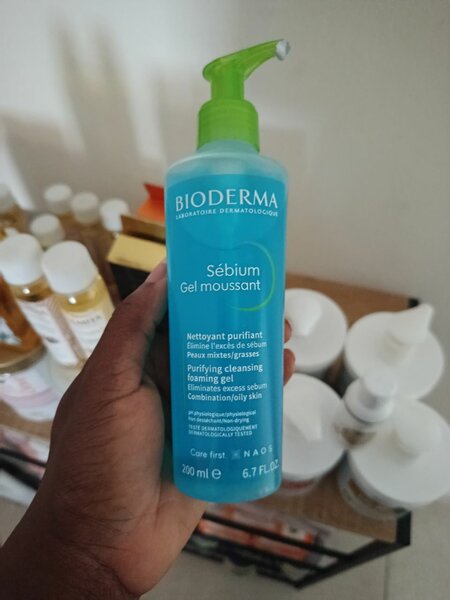 BIODERMA
LABORATOIRE DERMATOLOGIQUE
Sébium
Gel moussant
Nettoyant purifiant
Élimine l'excès de sébum
Peaux mixtes/grasses
Purifying cleansing
foaming gel
Eliminates excess sebum
Combination/oily skin
pH physiologique/physiological
Non desséchant/Non-drying
TESTÉ DERMATOLOGIQUEMENT
DERMATOLOGICALLY TESTED
Care first. NAOS
200 ml e 6.7 FL.OZ